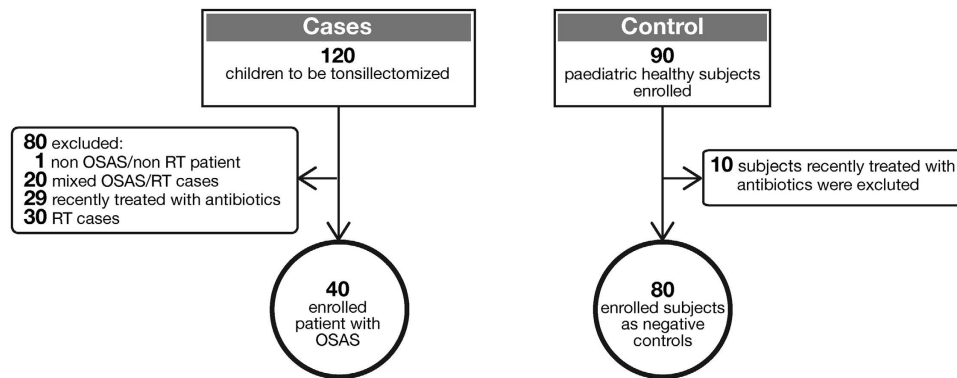 Cases
120
children to be tonsillectomized
80 excluded:
1 non OSAS/non RT patient
20 mixed OSAS/RT cases
29 recently treated with antibiotics
30 RT cases
40
enrolled
patient with
OSAS
Control
90
paediatric healthy subjects
enrolled
10 subjects recently treated with
antibiotics were excluted
80
enrolled subjects
as negative
controls